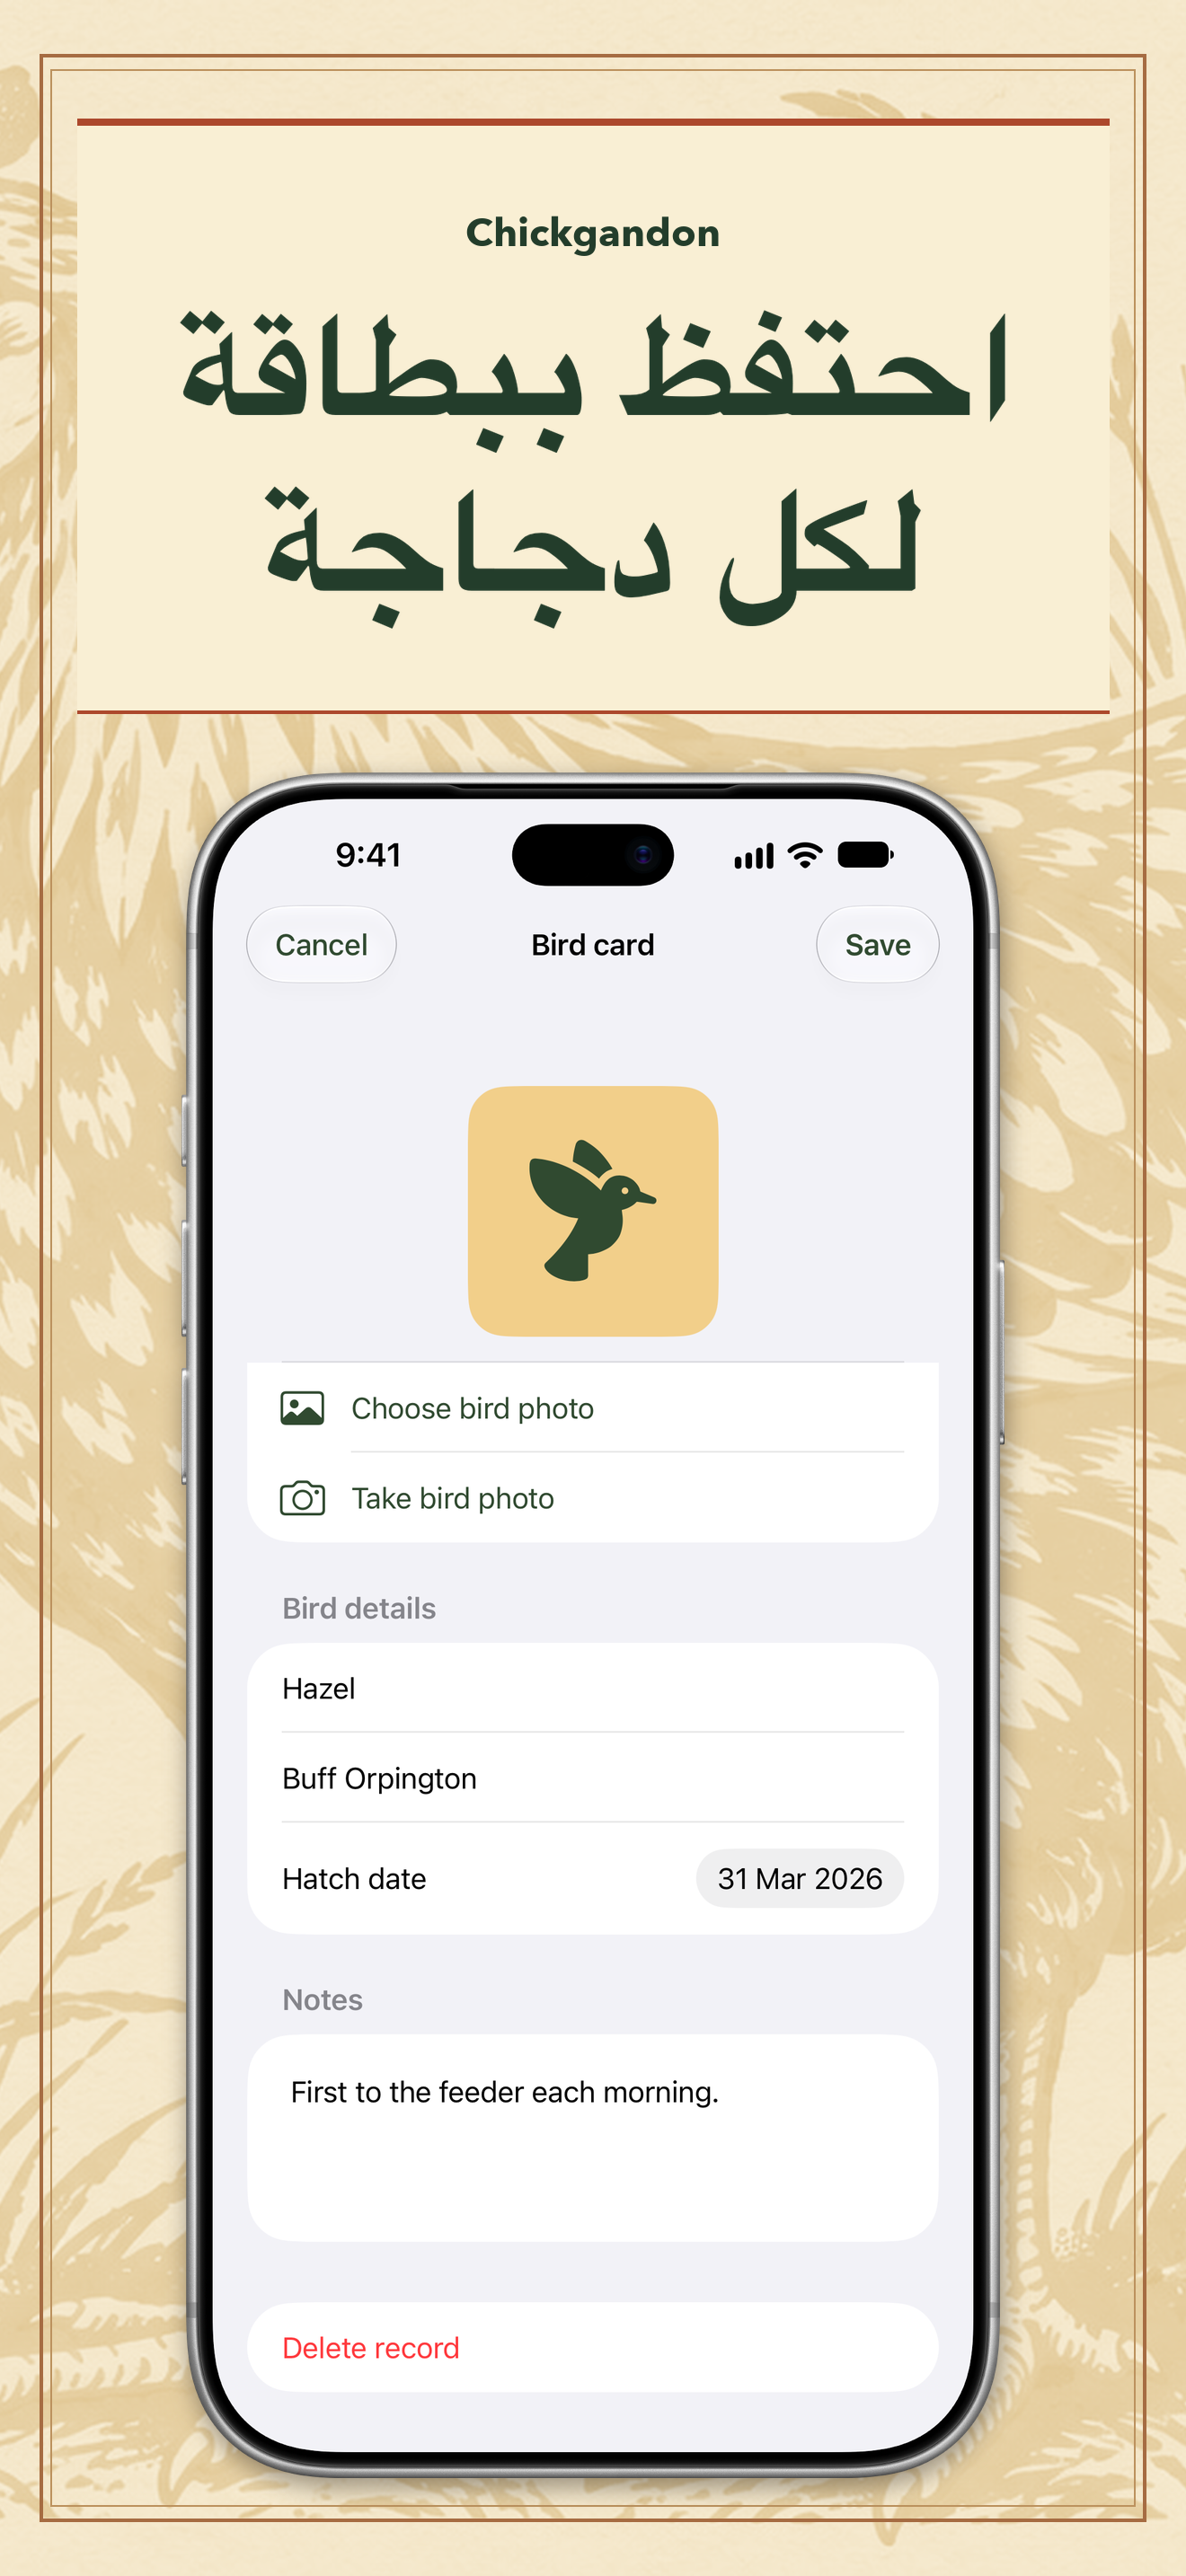 Chickgandon
احتفظ ببطاقة
لكل دجاجة
9:41
Cancel
Bird card
Save
Choose bird photo
Take bird photo
Bird details
Hazel
Buff Orpington
Hatch date
31 Mar 2026
Notes
First to the feeder each morning.
Delete record